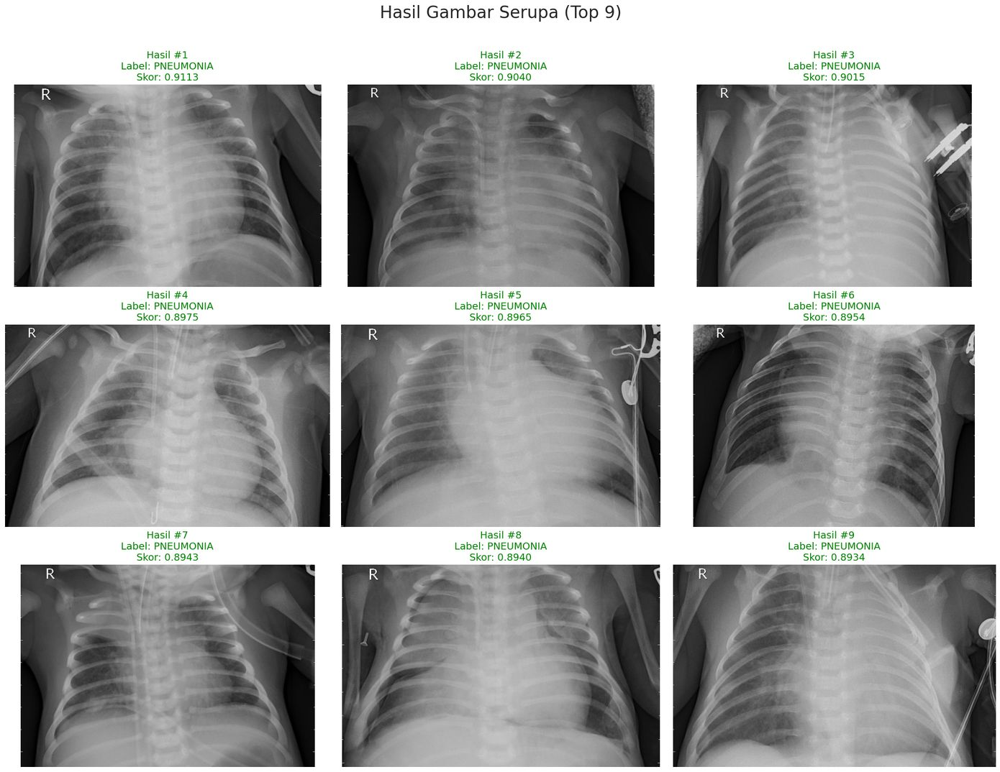 Hasil Gambar Serupa (Top 9)
Hasil #1
Label: PNEUMONIA
Skor: 0.9113
R
Hasil #2
Label: PNEUMONIA
Skor: 0.9040
R
Hasil #3
Label: PNEUMONIA
Skor: 0.9015
R
Hasil #4
Label: PNEUMONIA
Skor: 0.8975
R
Hasil #5
Label: PNEUMONIA
Skor: 0.8965
R
Hasil #6
Label: PNEUMONIA
Skor: 0.8954
R
Hasil #7
Label: PNEUMONIA
Skor: 0.8943
R
Hasil #8
Label: PNEUMONIA
Skor: 0.8940
R
Hasil #9
Label: PNEUMONIA
Skor: 0.8934
R